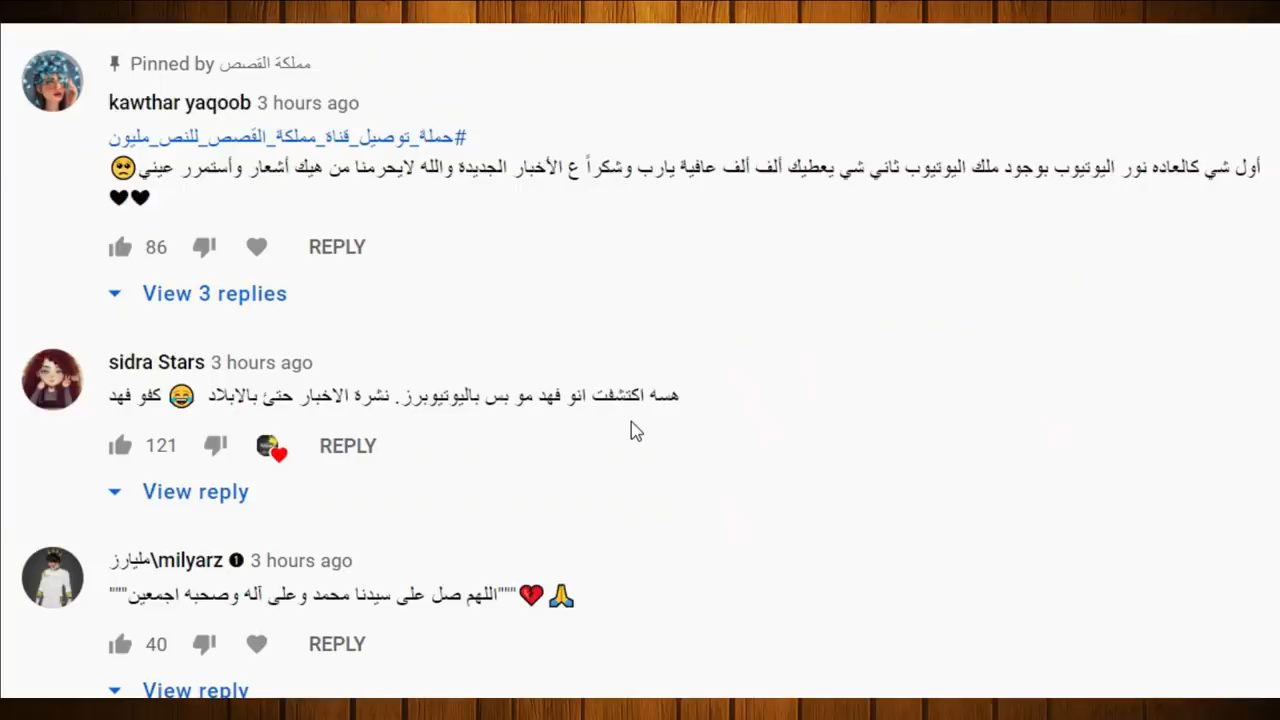 Pinned by مملكة القصص
kawthar yaqoob 3 hours ago
#حملة_توصيل_قناة_مملكة_القصص_للنص_مليون
أول شي كالعاده نور اليوتيوب بوجود ملك اليوتيوب ثاني شي يعطيك ألف ألف عافية يارب وشكراً ع الأخبار الجديدة والله لايحرمنا من هيك أشعار وأستمرر عيني🥺
🖤🖤
86 REPLY
View 3 replies
sidra Stars 3 hours ago
هسه اكتشفت انو فهد مو بس باليوتيوبرز. نشرة الاخبار حتئ بالابلاد 😂 كفو فهد
121 REPLY
View reply
مليارز\milyarz 1 3 hours ago
"""اللهم صل على سيدنا محمد وعلى آله وصحبه اجمعين"""💔🙏
40 REPLY
View reply